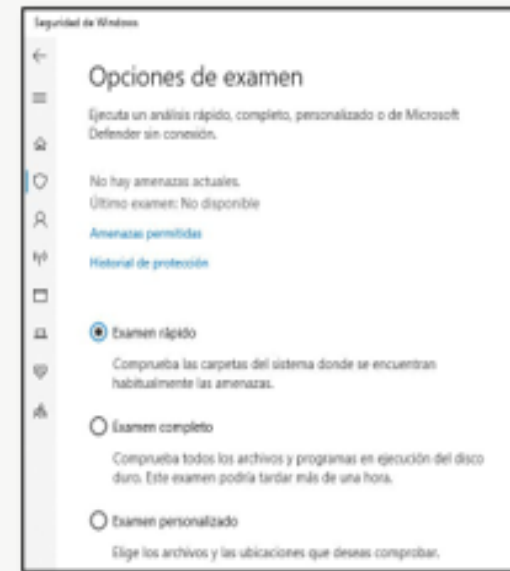 Seguridad de Windows
Opciones de examen
Ejecuta un análisis rápido, completo, personalizado o de Microsoft
Defender sin conexión.
No hay amenazas actuales.
Último examen: No disponible
Amenazas permitidas
Historial de protección
Examen rápido
Comprueba las carpetas del sistema donde se encuentran
habitualmente las amenazas.
Examen completo
Comprueba todos los archivos y programas en ejecución del disco
duro. Este examen podría tardar más de una hora.
Examen personalizado
Elige los archivos y las ubicaciones que deseas comprobar.